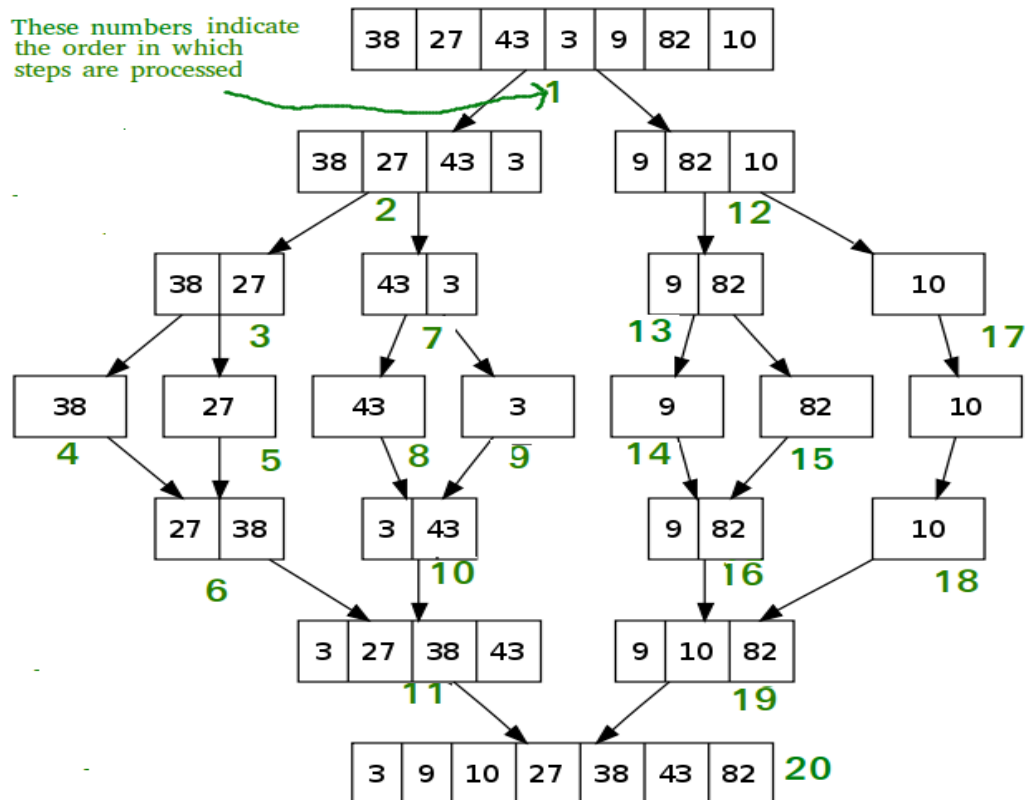 These numbers indicate
the order in which
steps are processed
38 27 43 3 9 82 10
1
38 27 43 3 9 82 10
2 12
38 27 43 3 9 82 10
3 7 13 17
38 27 43 3 9 82 10
4 5 8 9 14 15
27 38 3 43 9 82 10
6 10 16 18
3 27 38 43 9 10 82
11 19
3 9 10 27 38 43 82 20